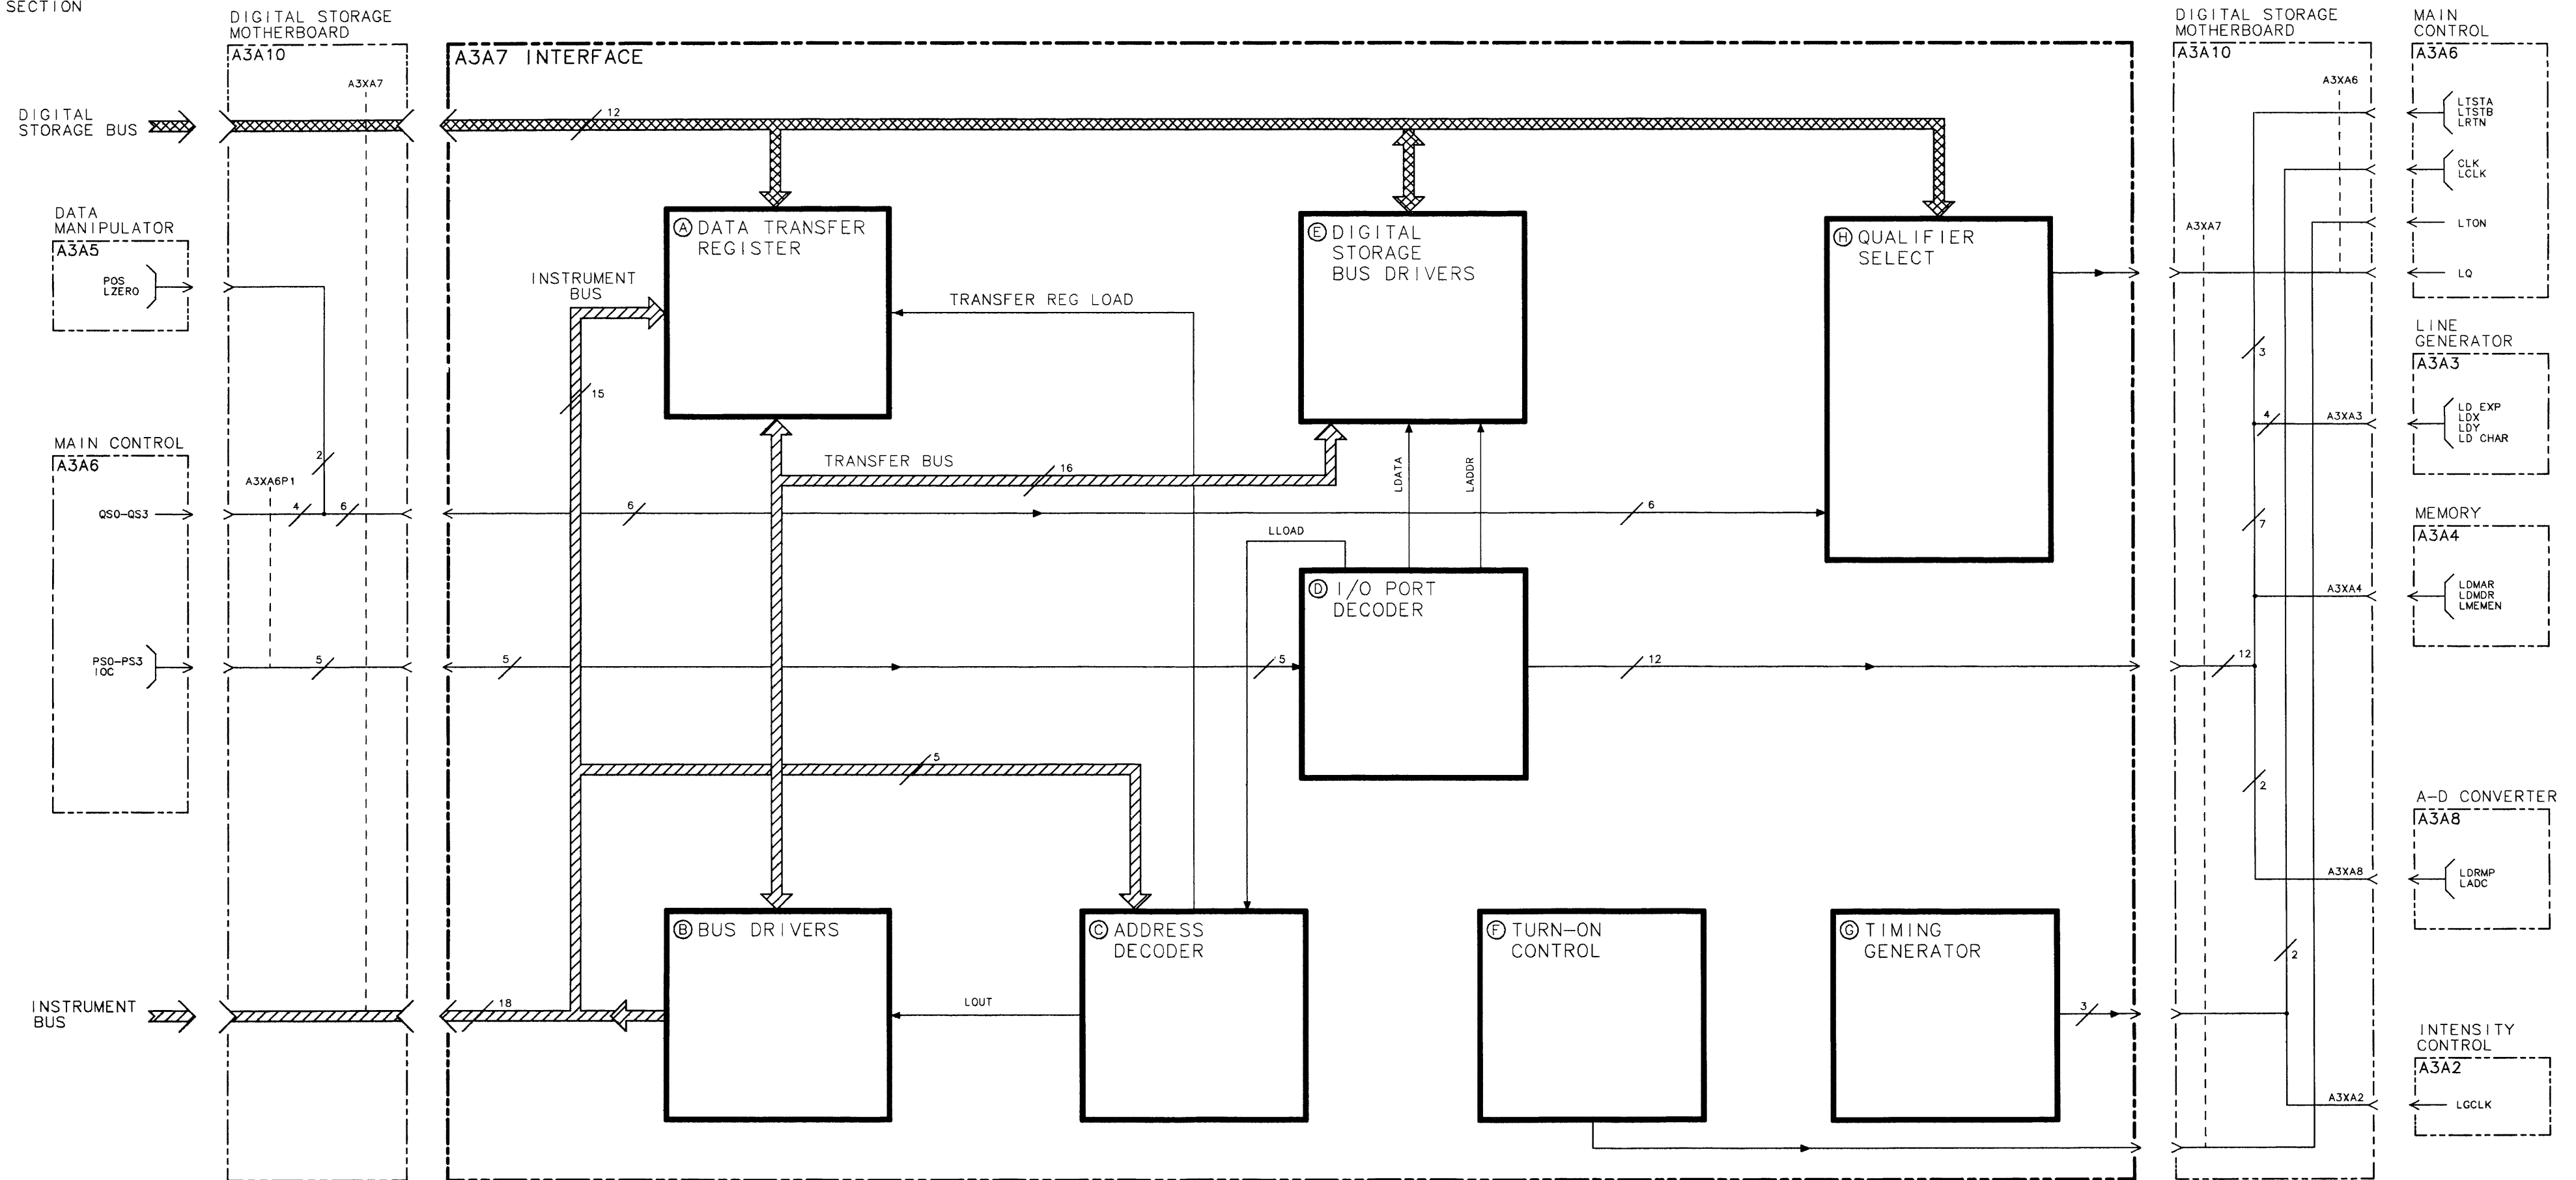 SECTION
DIGITAL STORAGE
MOTHERBOARD
A3A10
A3XA7
DIGITAL
STORAGE BUS
DATA
MANIPULATOR
A3A5
POS
LZERO
MAIN CONTROL
A3A6
A3XA6P1
QS0-QS3
4
2
6
PS0-PS3
IOC
5
INSTRUMENT
BUS
A3A7 INTERFACE
12
A DATA TRANSFER
REGISTER
INSTRUMENT
BUS
15
TRANSFER REG LOAD
E DIGITAL
STORAGE
BUS DRIVERS
H QUALIFIER
SELECT
TRANSFER BUS
16
LDATA
LADDR
6
6
LLOAD
D I/O PORT
DECODER
5
5
12
5
B BUS DRIVERS
C ADDRESS
DECODER
F TURN-ON
CONTROL
G TIMING
GENERATOR
18
LOUT
3
DIGITAL STORAGE
MOTHERBOARD
A3A10
A3XA6
A3XA7
3
4
A3XA3
7
A3XA4
12
2
A3XA8
2
A3XA2
MAIN
CONTROL
A3A6
LTSTA
LTSTB
LRTN
CLK
LCLK
LTON
LQ
LINE
GENERATOR
A3A3
LD EXP
LDX
LDY
LD CHAR
MEMORY
A3A4
LDMAR
LDMDR
LMEMEN
A-D CONVERTER
A3A8
LDRMP
LADC
INTENSITY
CONTROL
A3A2
LGCLK